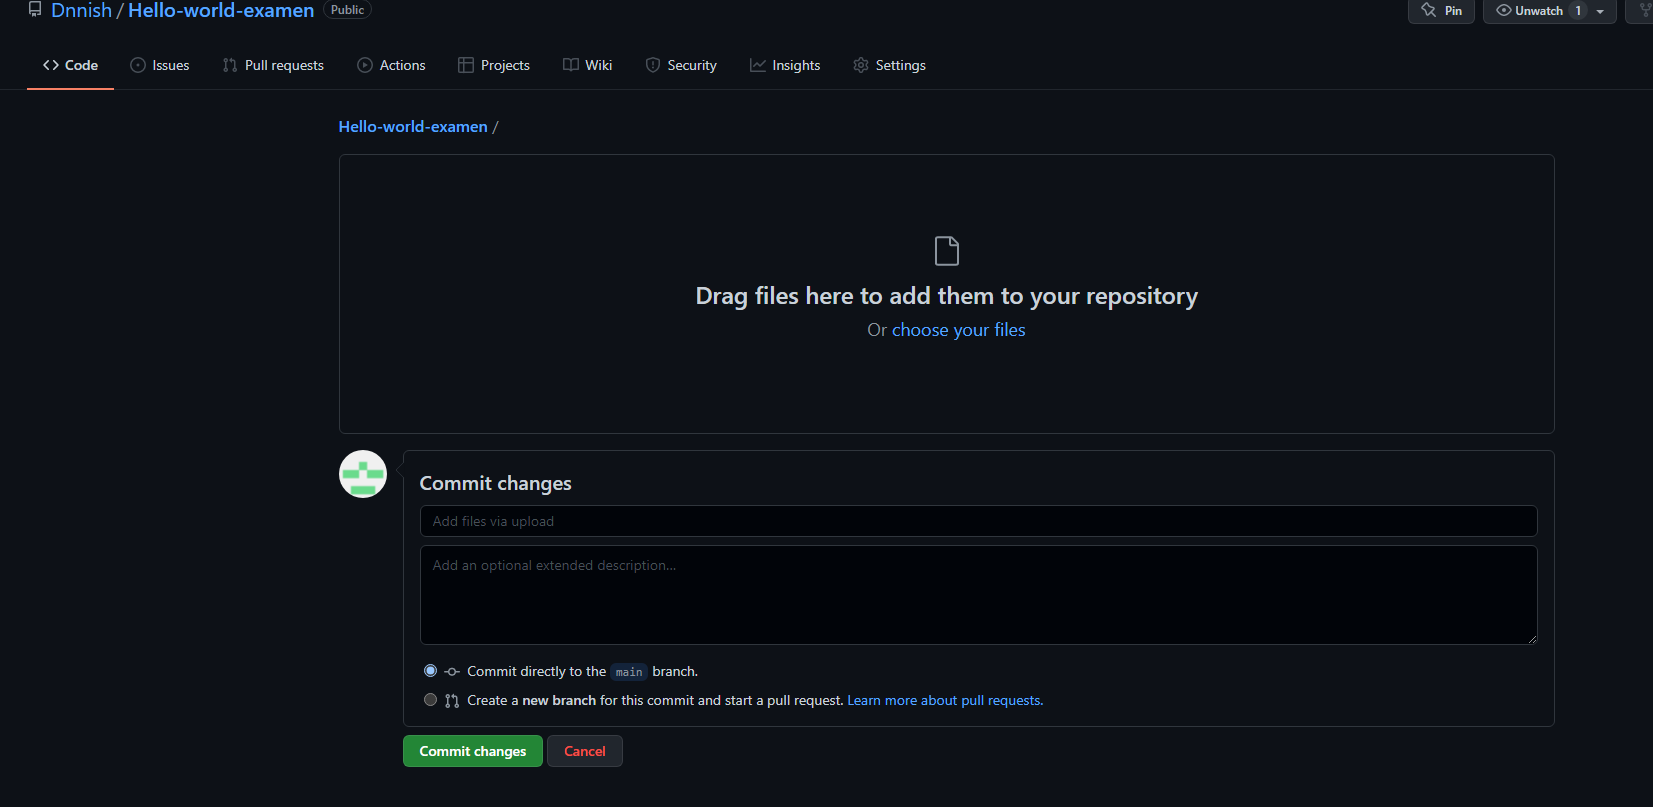 Dnnish / Hello-world-examen Public
Pin
Unwatch 1
Code Issues Pull requests Actions Projects Wiki Security Insights Settings
Hello-world-examen /
Drag files here to add them to your repository
Or choose your files
Commit changes
Add files via upload
Add an optional extended description...
Commit directly to the main branch.
Create a new branch for this commit and start a pull request. Learn more about pull requests.
Commit changes Cancel